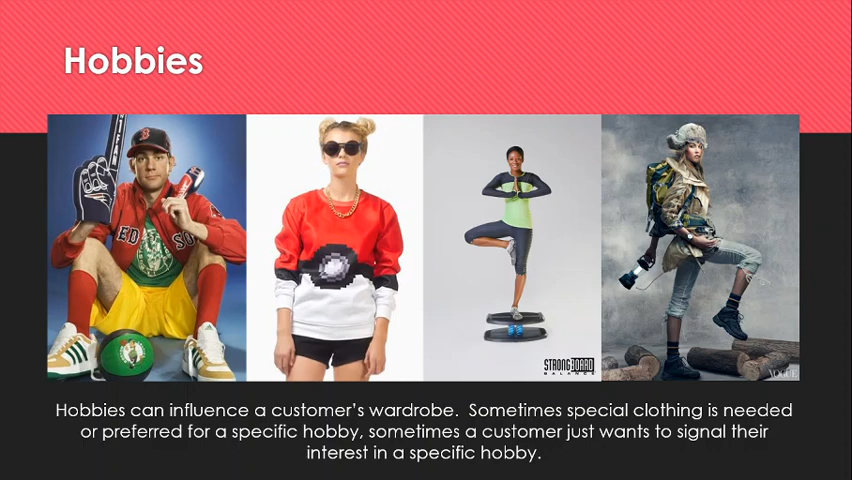 Hobbies
B
RED SOX
STRONGBOARD
BALANCE
VOGUE
Hobbies can influence a customer's wardrobe.  Sometimes special clothing is needed
or preferred for a specific hobby, sometimes a customer just wants to signal their
interest in a specific hobby.